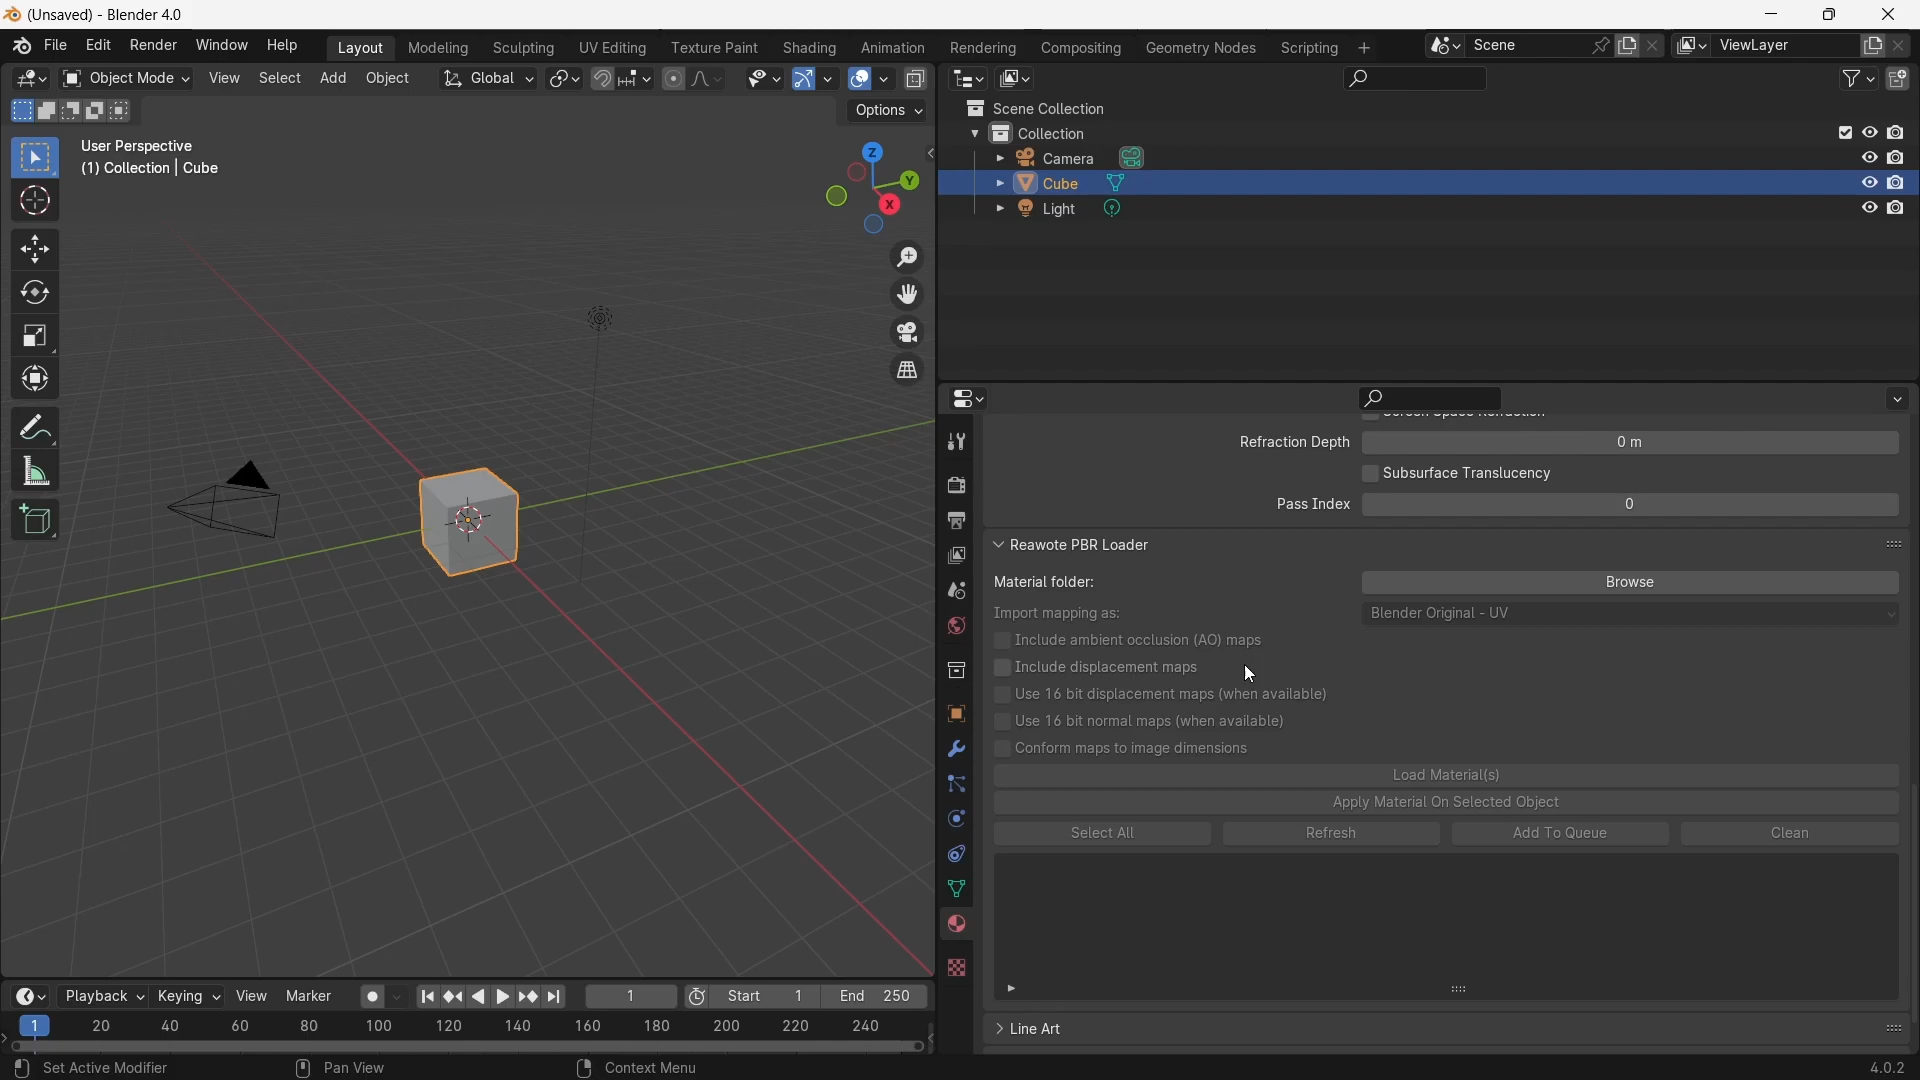 (Unsaved) - Blender 4.0
File Edit Render Window Help Layout Modeling Sculpting UV Editing Texture Paint Shading Animation Rendering Compositing Geometry Nodes Scripting + Scene ViewLayer
Object Mode View Select Add Object Global
Options
User Perspective
(1) Collection | Cube
Z
Y
X
Scene Collection
Collection
Camera
Cube
Light
Refraction Depth 0 m
Subsurface Translucency
Pass Index 0
Reawote PBR Loader
Material folder: Browse
Import mapping as: Blender Original - UV
Include ambient occlusion (AO) maps
Include displacement maps
Use 16 bit displacement maps (when available)
Use 16 bit normal maps (when available)
Conform maps to image dimensions
Load Material(s)
Apply Material On Selected Object
Select All Refresh Add To Queue Clean
Line Art
Playback Keying View Marker 1 Start 1 End 250
1 20 40 60 80 100 120 140 160 180 200 220 240
Set Active Modifier Pan View Context Menu 4.0.2